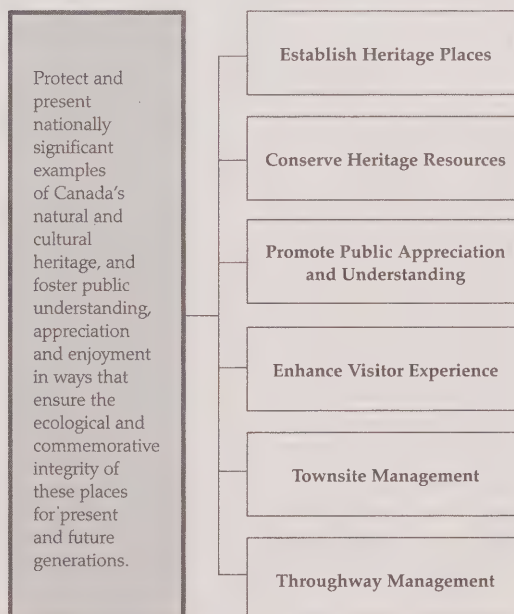 Protect and
present
nationally
significant
examples
of Canada's
natural and
cultural
heritage, and
foster public
understanding,
appreciation
and enjoyment
in ways that
ensure the
ecological and
commemorative
integrity of
these places
for present
and future
generations.
Establish Heritage Places
Conserve Heritage Resources
Promote Public Appreciation
and Understanding
Enhance Visitor Experience
Townsite Management
Throughway Management